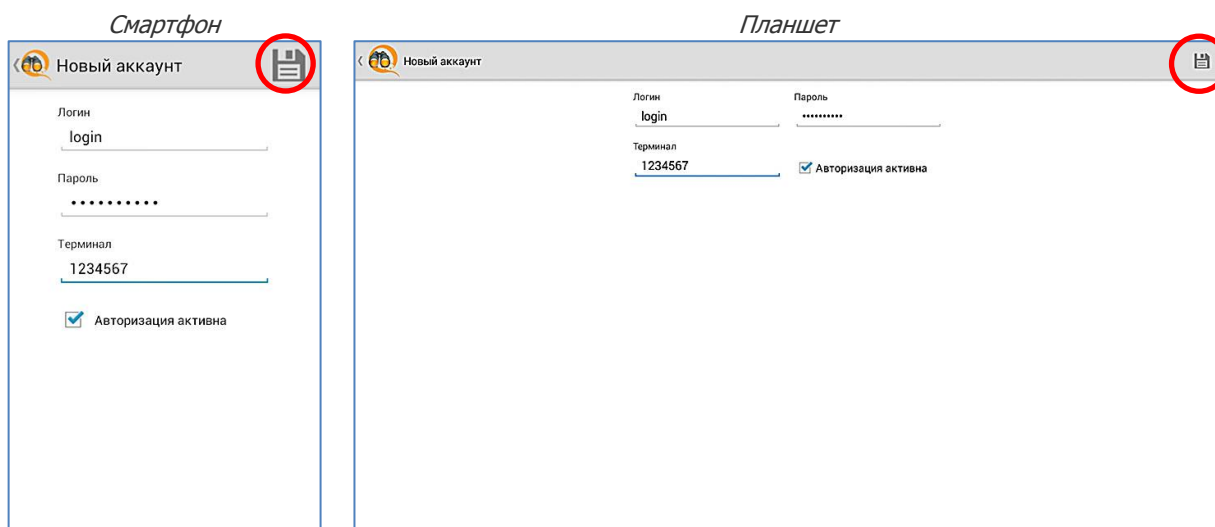 Смартфон
Новый аккаунт
Логин
login
Пароль
••••••••••
Терминал
1234567
Авторизация активна
Планшет
Новый аккаунт
Логин Пароль
login ••••••••••
Терминал
1234567 Авторизация активна